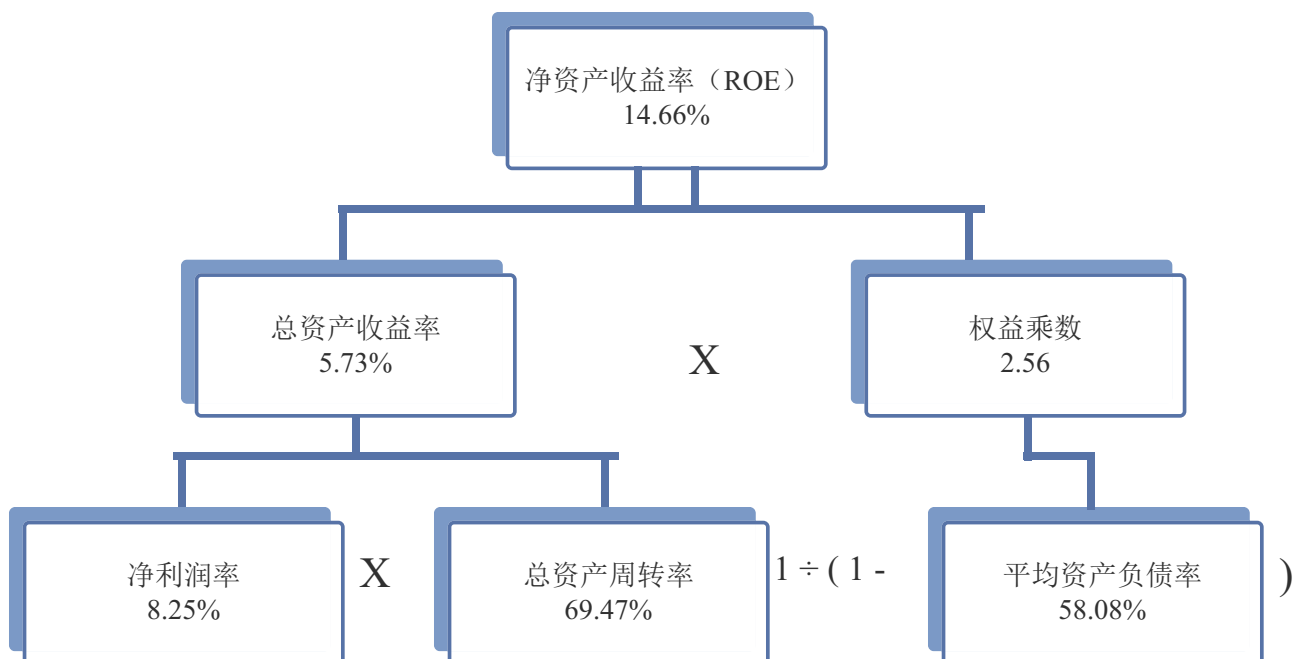 净资产收益率（ROE）
14.66%
总资产收益率
5.73%
X
权益乘数
2.56
净利润率
8.25%
X
总资产周转率
69.47%
1 ÷ ( 1 -
平均资产负债率
58.08%
)